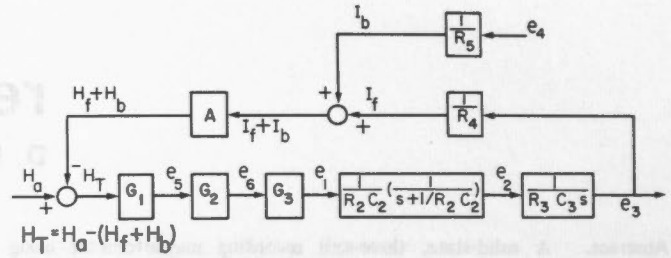 I_b
1/R_5
e_4
H_f+H_b
A
+
I_f
+
I_f+I_b
1/R_4
re
H_a
+
-
H_T
G_1
e_5
G_2
e_6
G_3
e_1
1/(R_2 C_2) (1/(s+1/R_2 C_2))
e_2
1/(R_3 C_3 s)
e_3
H_T=H_a-(H_f+H_b)